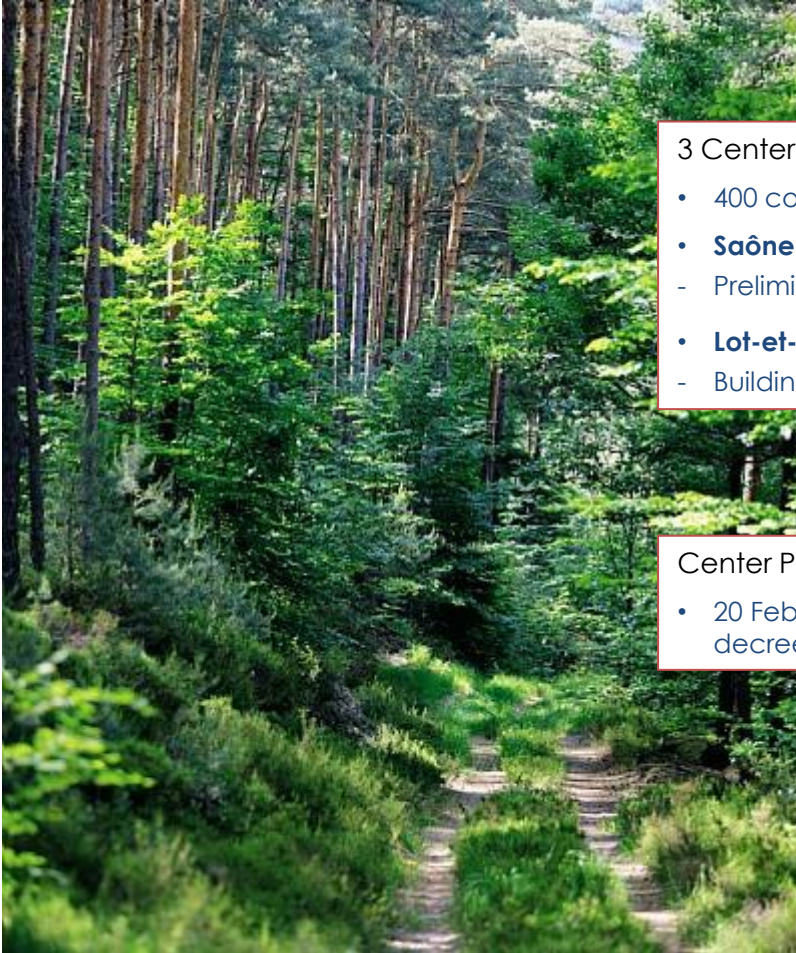 3 Center
• 400 co
• Saône
- Prelimi
• Lot-et-
- Buildin
Center P
• 20 Feb
decree